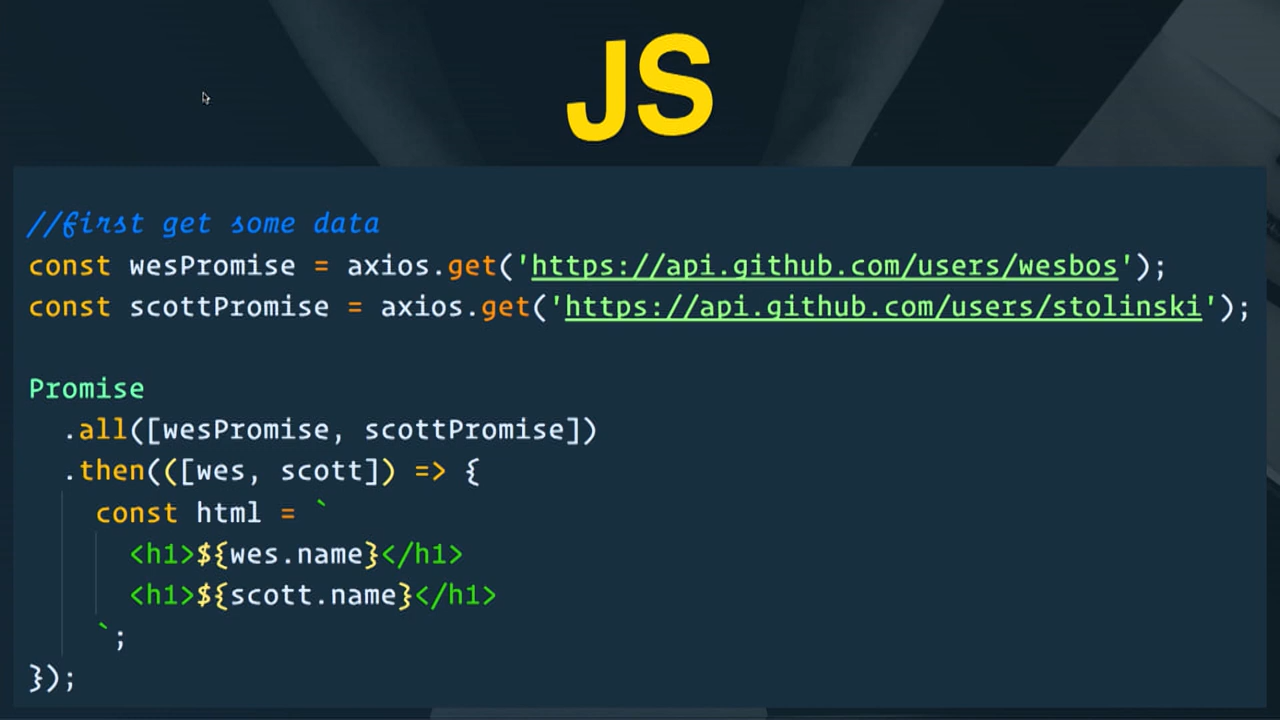 JS
//first get some data
const wesPromise = axios.get('https://api.github.com/users/wesbos');
const scottPromise = axios.get('https://api.github.com/users/stolinski');
Promise
.all([wesPromise, scottPromise])
.then(([wes, scott]) => {
const html = `
<h1>${wes.name}</h1>
<h1>${scott.name}</h1>
`;
});